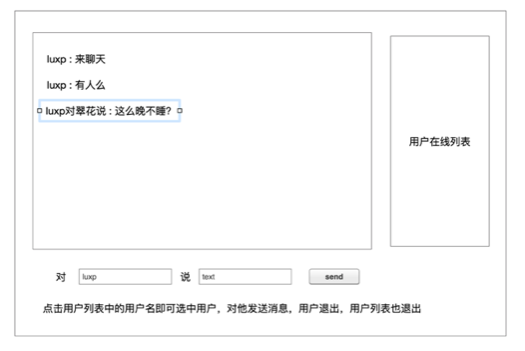 luxp : 来聊天
luxp : 有人么
luxp对翠花说 : 这么晚不睡?
用户在线列表
对 luxp 说 text send
点击用户列表中的用户名即可选中用户，对他发送消息，用户退出，用户列表也退出